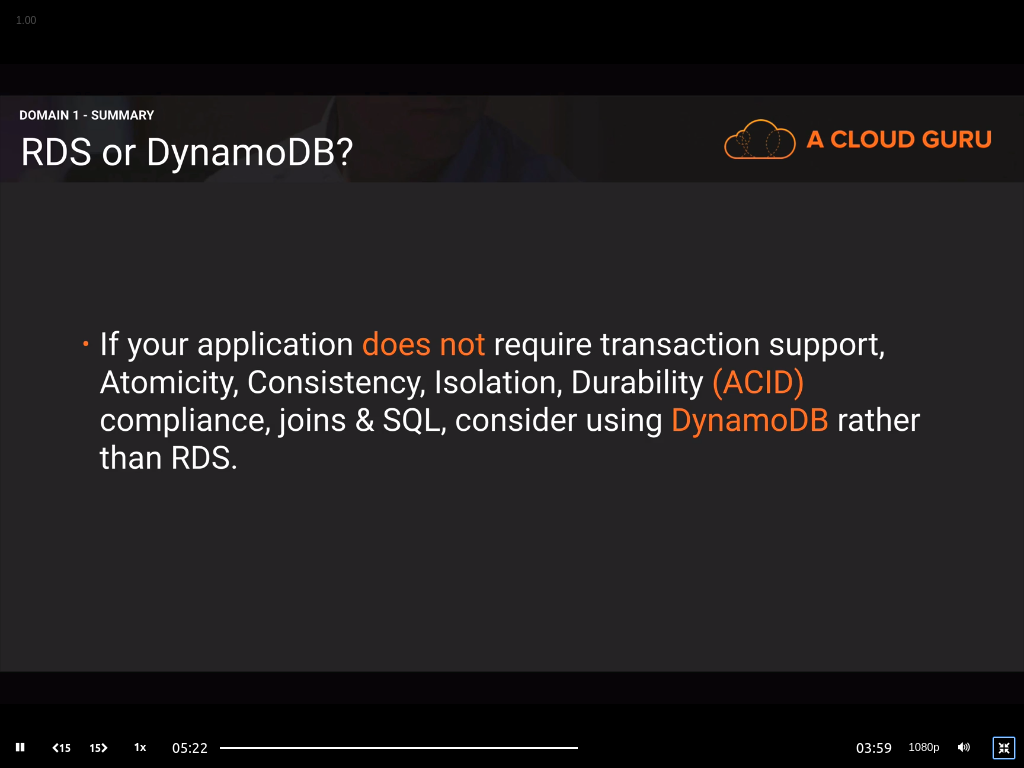 1.00
DOMAIN 1 - SUMMARY
RDS or DynamoDB?
A CLOUD GURU
· If your application does not require transaction support,
Atomicity, Consistency, Isolation, Durability (ACID)
compliance, joins & SQL, consider using DynamoDB rather
than RDS.
15 15 1x 05:22 03:59 1080p